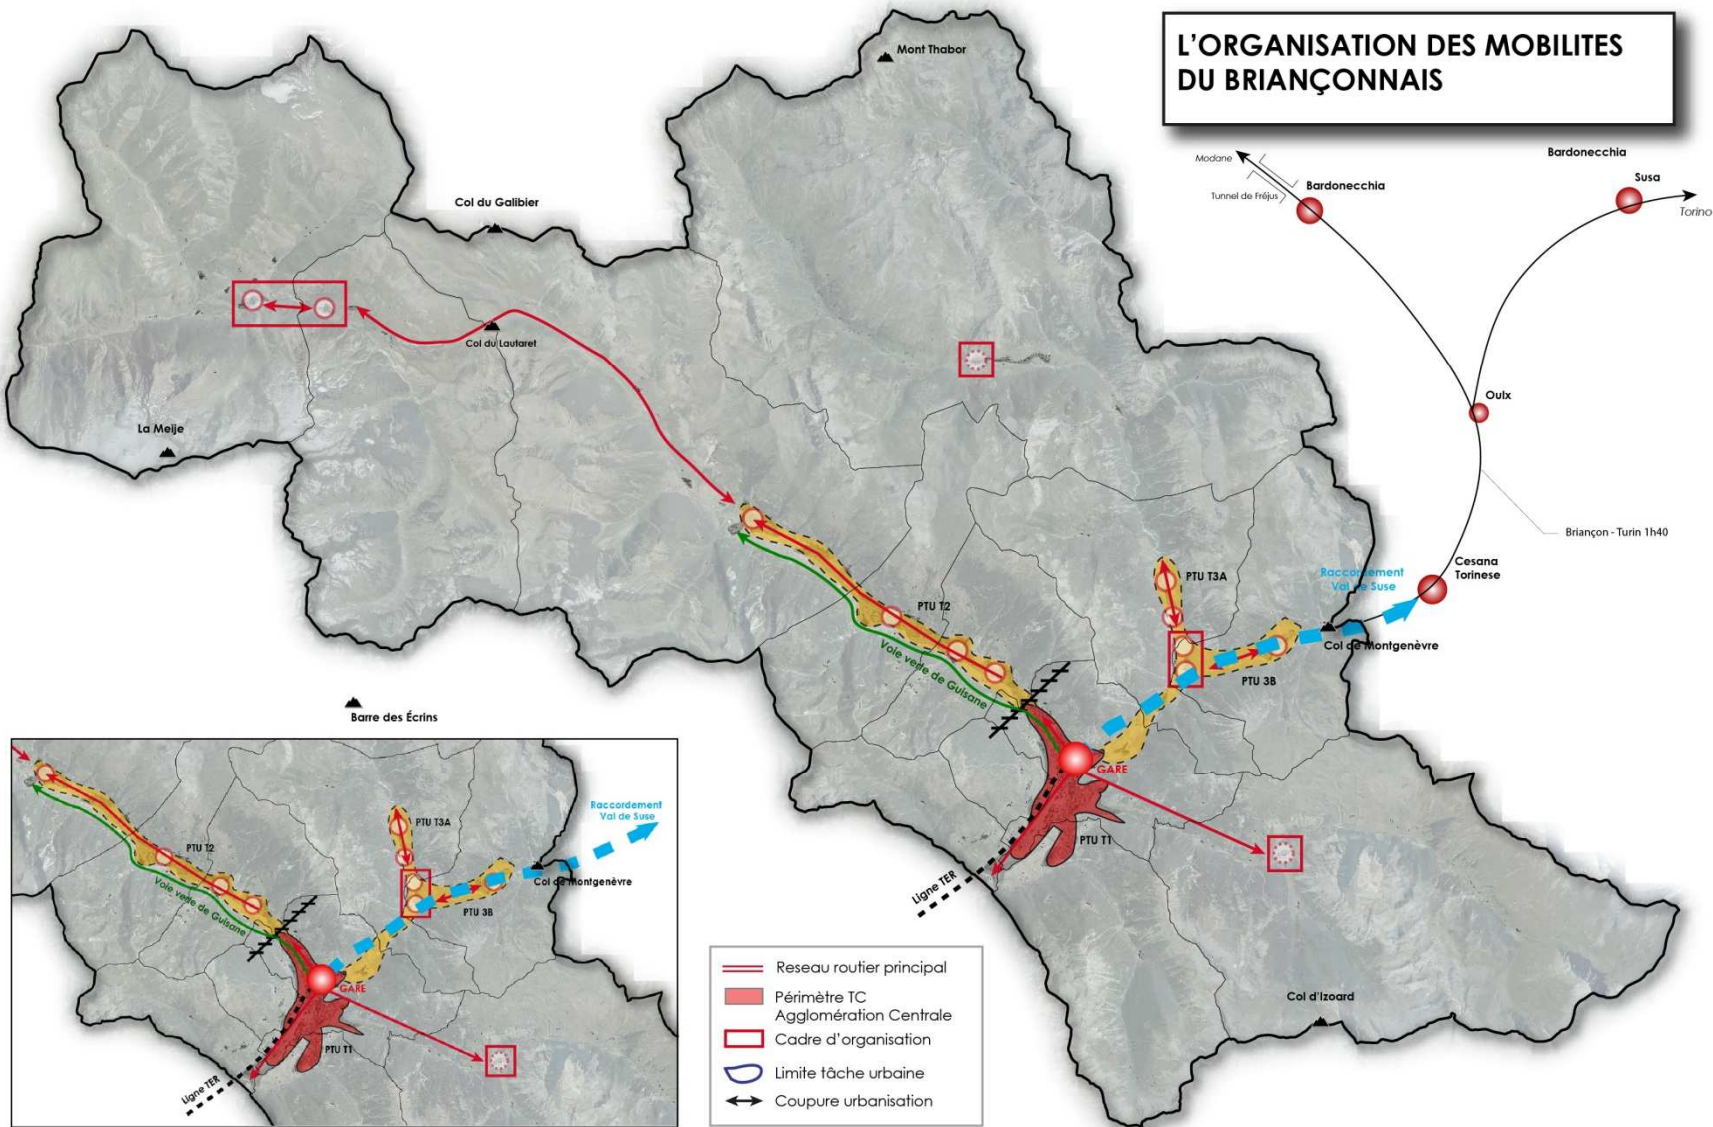 L'ORGANISATION DES MOBILITES
DU BRIANÇONNAIS
Mont Thabor
Modane
Tunnel de Fréjus
Bardonecchia
Bardonecchia
Susa
Torino
Col du Galibier
Col du Lautaret
La Meije
Oulx
Briançon - Turin 1h40
Cesana
Torinese
Raccordement
Val de Suse
Col de Montgenèvre
PTU T3A
PTU T2
PTU 3B
Voie verte de Guisane
GARE
PTU T1
Ligne TER
Barre des Écrins
Col d'Izoard
Raccordement
Val de Suse
PTU T3A
PTU T2
Col de Montgenèvre
Voie verte de Guisane
PTU 3B
GARE
PTU T1
Ligne TER
Reseau routier principal
Périmètre TC
Agglomération Centrale
Cadre d'organisation
Limite tâche urbaine
Coupure urbanisation